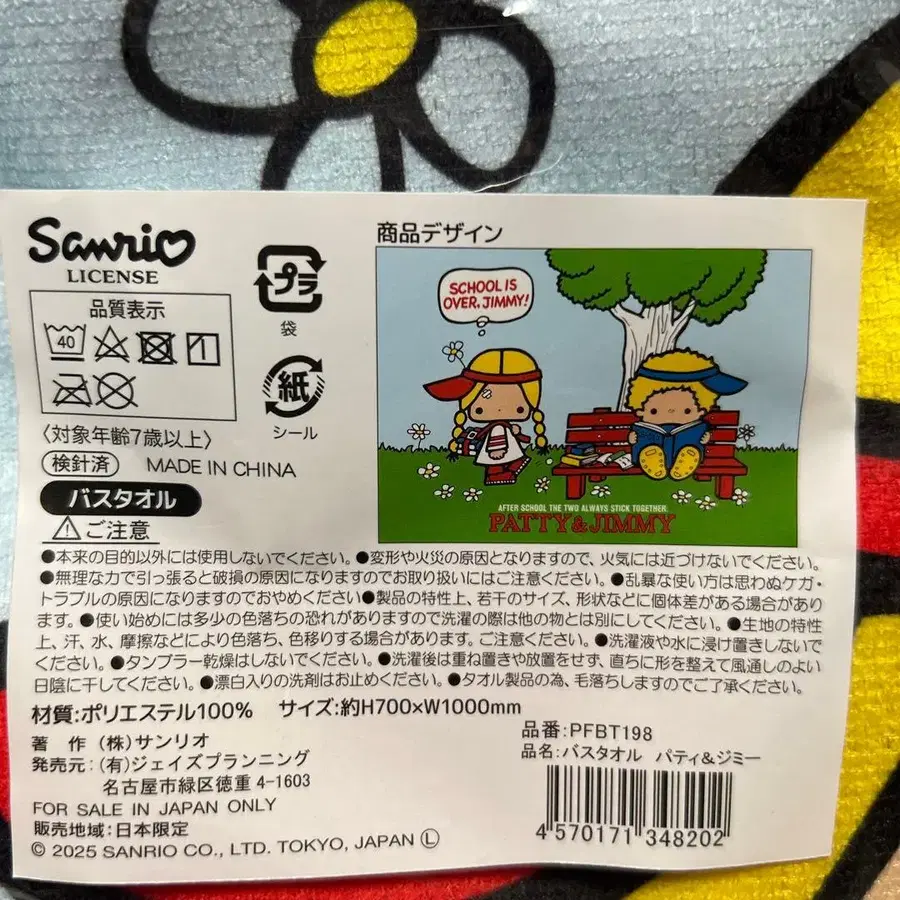 Sanrio
LICENSE
品質表示
40
〈対象年齢7歳以上〉
検針済 MADE IN CHINA
プラ
袋
紙
シール
商品デザイン
SCHOOL IS
OVER, JIMMY!
AFTER SCHOOL THE TWO ALWAYS STICK TOGETHER
PATTY & JIMMY
バスタオル
⚠ご注意
●本来の目的以外には使用しないでください。●変形や火災の原因となりますので、火気には近づけないでください。
●無理な力で引っ張ると破損の原因になりますのでお取り扱いにはご注意ください。●乱暴な使い方は思わぬケガ・
トラブルの原因になりますのでおやめください●製品の特性上、若干のサイズ、形状などに個体差がある場合があり
ます。●使い始めには多少の色落ちの恐れがありますので洗濯の際は他の物とは別にしてください。●生地の特性
上、汗、水、摩擦などにより色落ち、色移りする場合があります。ご注意ください。●洗濯液や水に浸け置きしないで
ください。●タンブラー乾燥はしないでください。●洗濯後は重ね置きや放置をせず、直ちに形を整えて風通しのよい
日陰に干してください。●漂白入りの洗剤はお止めください。●タオル製品の為、毛落ちしますのでご了承ください。
材質:ポリエステル100% サイズ:約H700×W1000mm
著 作 (株)サンリオ
発売元:(有)ジェイズプランニング
名古屋市緑区徳重 4-1603
FOR SALE IN JAPAN ONLY
販売地域:日本限定
© 2025 SANRIO CO., LTD. TOKYO, JAPAN Ⓛ
品番:PFBT198
品名:バスタオル パティ&ジミー
4 570171 348202